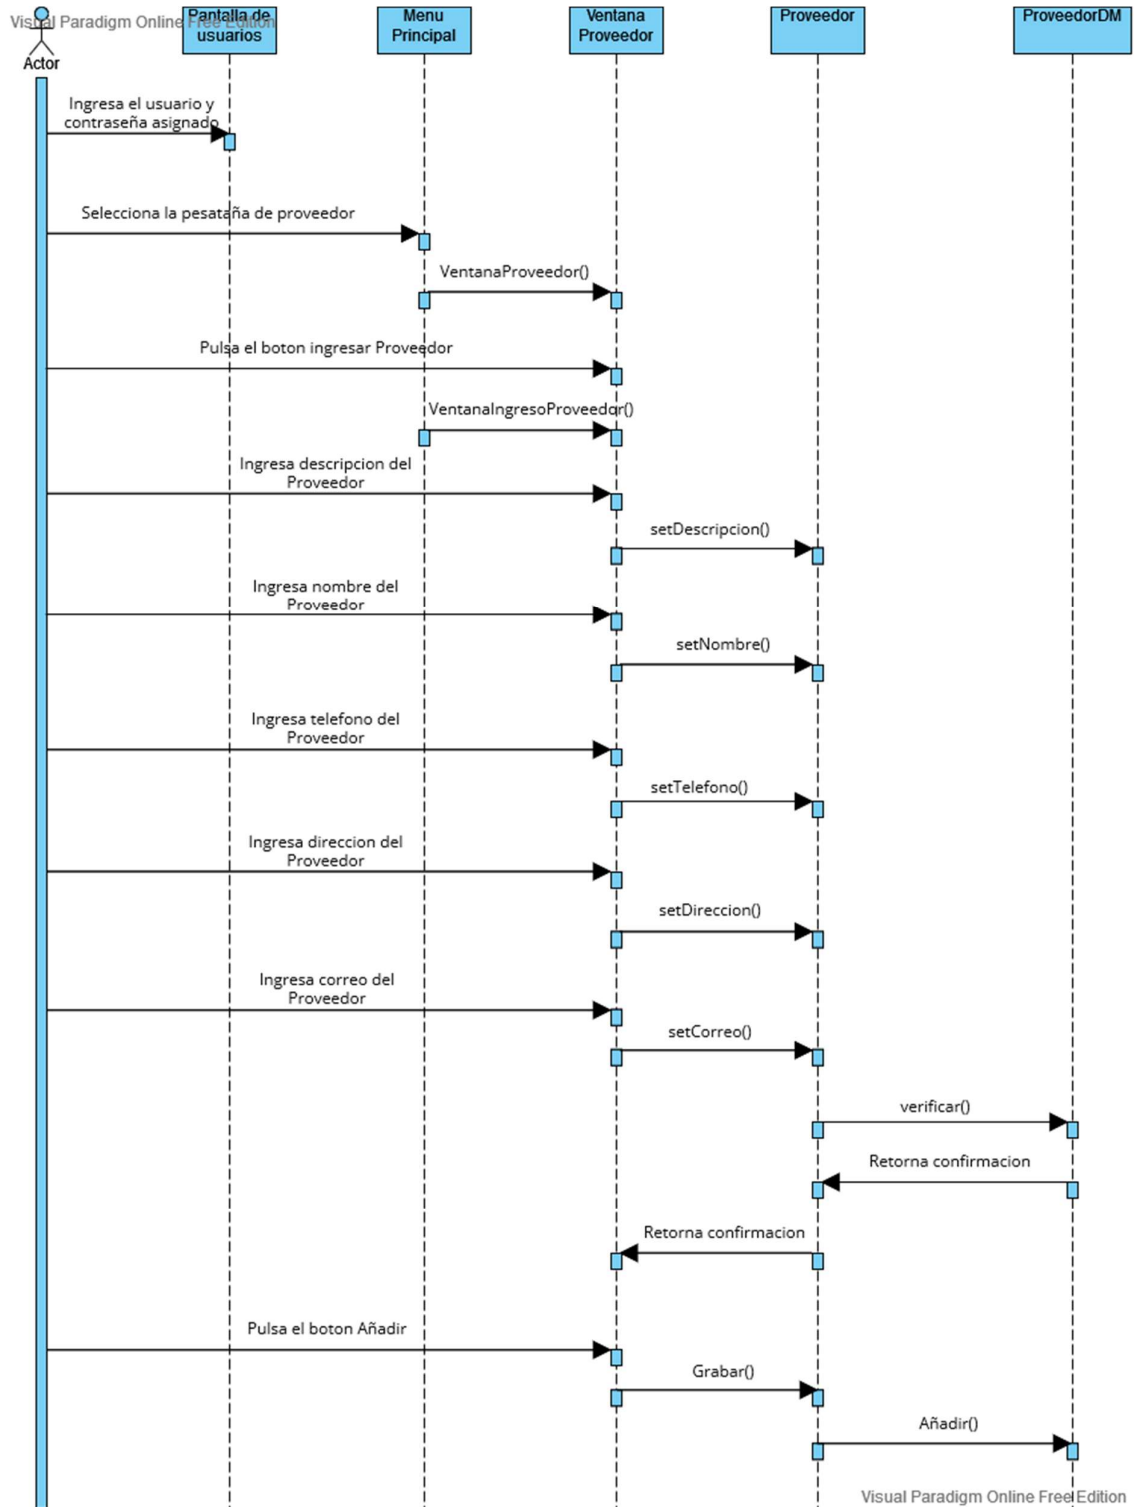 Visual Paradigm Online Free Edition
Actor
Pantalla de
usuarios
Menu
Principal
Ventana
Proveedor
Proveedor
ProveedorDM
Ingresa el usuario y
contraseña asignado
Selecciona la pesataña de proveedor
VentanaProveedor()
Pulsa el boton ingresar Proveedor
VentanaIngresoProveedor()
Ingresa descripcion del
Proveedor
setDescripcion()
Ingresa nombre del
Proveedor
setNombre()
Ingresa telefono del
Proveedor
setTelefono()
Ingresa direccion del
Proveedor
setDireccion()
Ingresa correo del
Proveedor
setCorreo()
verificar()
Retorna confirmacion
Retorna confirmacion
Pulsa el boton Añadir
Grabar()
Añadir()
Visual Paradigm Online Free Edition